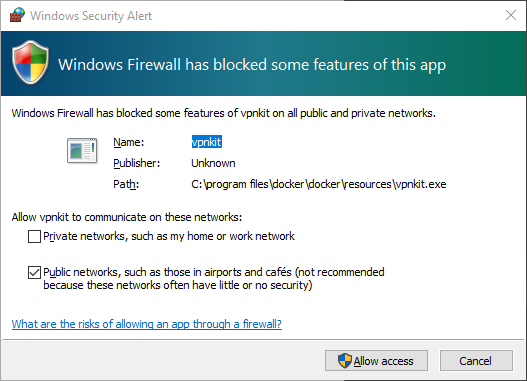 Windows Security Alert
Windows Firewall has blocked some features of this app
Windows Firewall has blocked some features of vpnkit on all public and private networks.
Name: vpnkit
Publisher: Unknown
Path: C:\program files\docker\docker\resources\vpnkit.exe
Allow vpnkit to communicate on these networks:
Private networks, such as my home or work network
Public networks, such as those in airports and cafés (not recommended
because these networks often have little or no security)
What are the risks of allowing an app through a firewall?
Allow access
Cancel